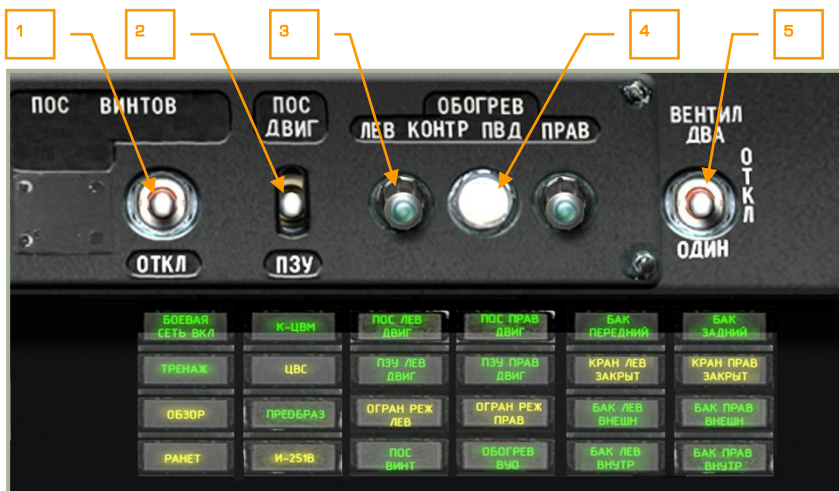 1 2 3 4 5
ПОС ВИНТОВ
ПОС
ДВИГ
ОБОГРЕВ
ЛЕВ КОНТР ПВД ПРАВ
ВЕНТИЛ
ДВА
ОТКЛ
ОДИН
ОТКЛ
ПЗУ
БОЕВАЯ
СЕТЬ ВКЛ
К-ЦВМ
ПОС ЛЕВ
ДВИГ
ПОС ПРАВ
ДВИГ
БАК
ПЕРЕДНИЙ
БАК
ЗАДНИЙ
ТРЕНАЖ
ЦВС
ПЗУ ЛЕВ
ДВИГ
ПЗУ ПРАВ
ДВИГ
КРАН ЛЕВ
ЗАКРЫТ
КРАН ПРАВ
ЗАКРЫТ
ОБЗОР
ПРЕОБРАЗ
ОГРАН РЕЖ
ЛЕВ
ОГРАН РЕЖ
ПРАВ
БАК ЛЕВ
ВНЕШН
БАК ПРАВ
ВНЕШН
РАНЕТ
И-251В
ПОС
ВИНТ
ОБОГРЕВ
ВУО
БАК ЛЕВ
ВНУТР
БАК ПРАВ
ВНУТР